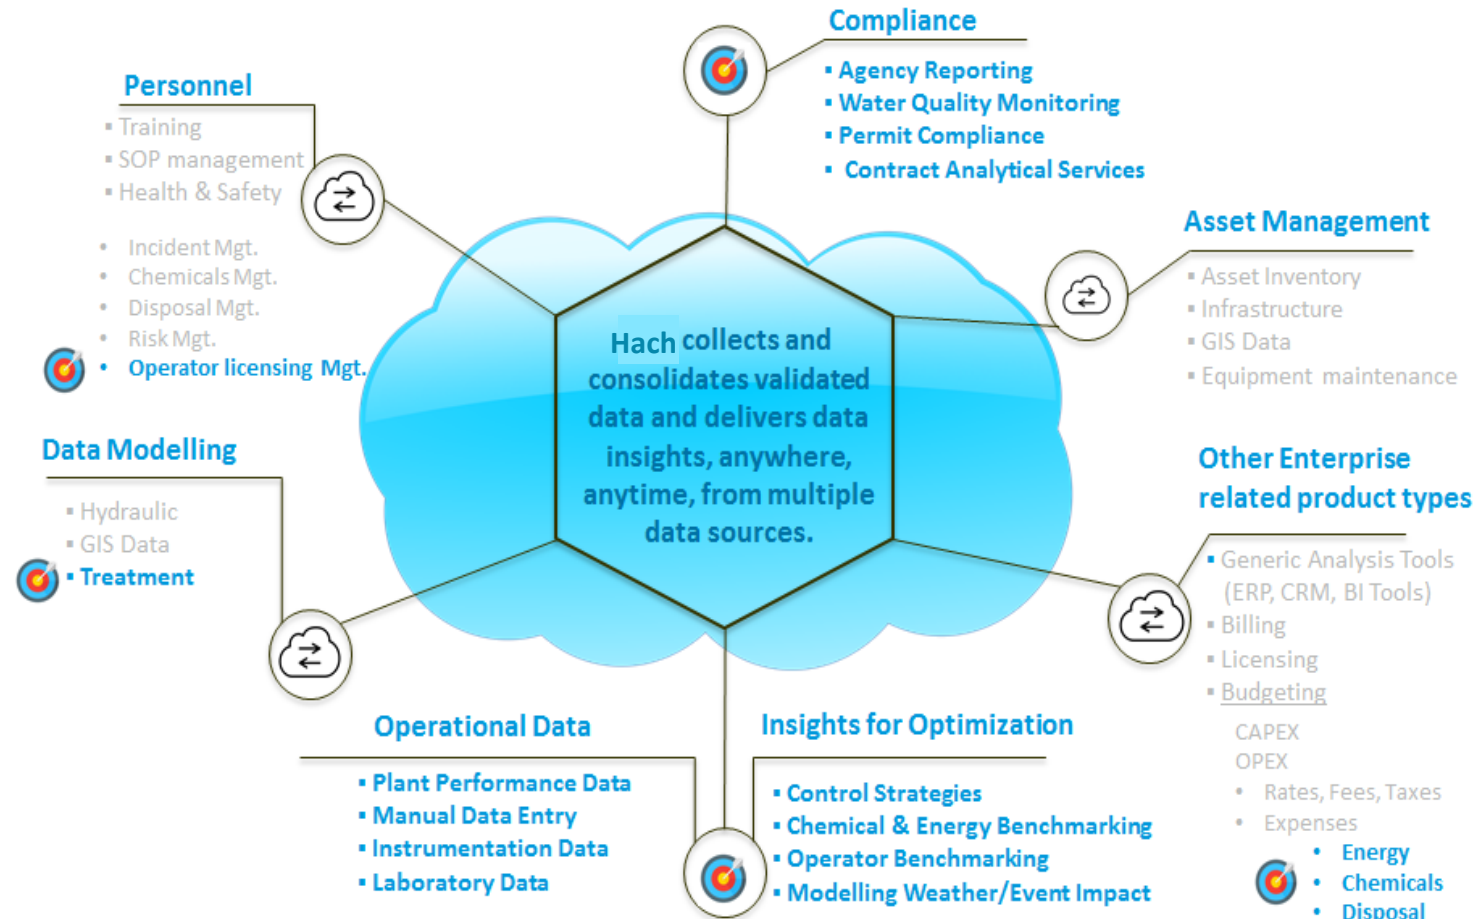 Compliance
▪ Agency Reporting
▪ Water Quality Monitoring
▪ Permit Compliance
▪ Contract Analytical Services
Personnel
▪ Training
▪ SOP management
▪ Health & Safety
• Incident Mgt.
• Chemicals Mgt.
• Disposal Mgt.
• Risk Mgt.
• Operator licensing Mgt.
Asset Management
▪ Asset Inventory
▪ Infrastructure
▪ GIS Data
▪ Equipment maintenance
Hach collects and
consolidates validated
data and delivers data
insights, anywhere,
anytime, from multiple
data sources.
Data Modelling
▪ Hydraulic
▪ GIS Data
▪ Treatment
Other Enterprise
related product types
▪ Generic Analysis Tools
(ERP, CRM, BI Tools)
▪ Billing
▪ Licensing
▪ Budgeting
CAPEX
OPEX
• Rates, Fees, Taxes
• Expenses
• Energy
• Chemicals
• Disposal
Operational Data
▪ Plant Performance Data
▪ Manual Data Entry
▪ Instrumentation Data
▪ Laboratory Data
Insights for Optimization
▪ Control Strategies
▪ Chemical & Energy Benchmarking
▪ Operator Benchmarking
▪ Modelling Weather/Event Impact